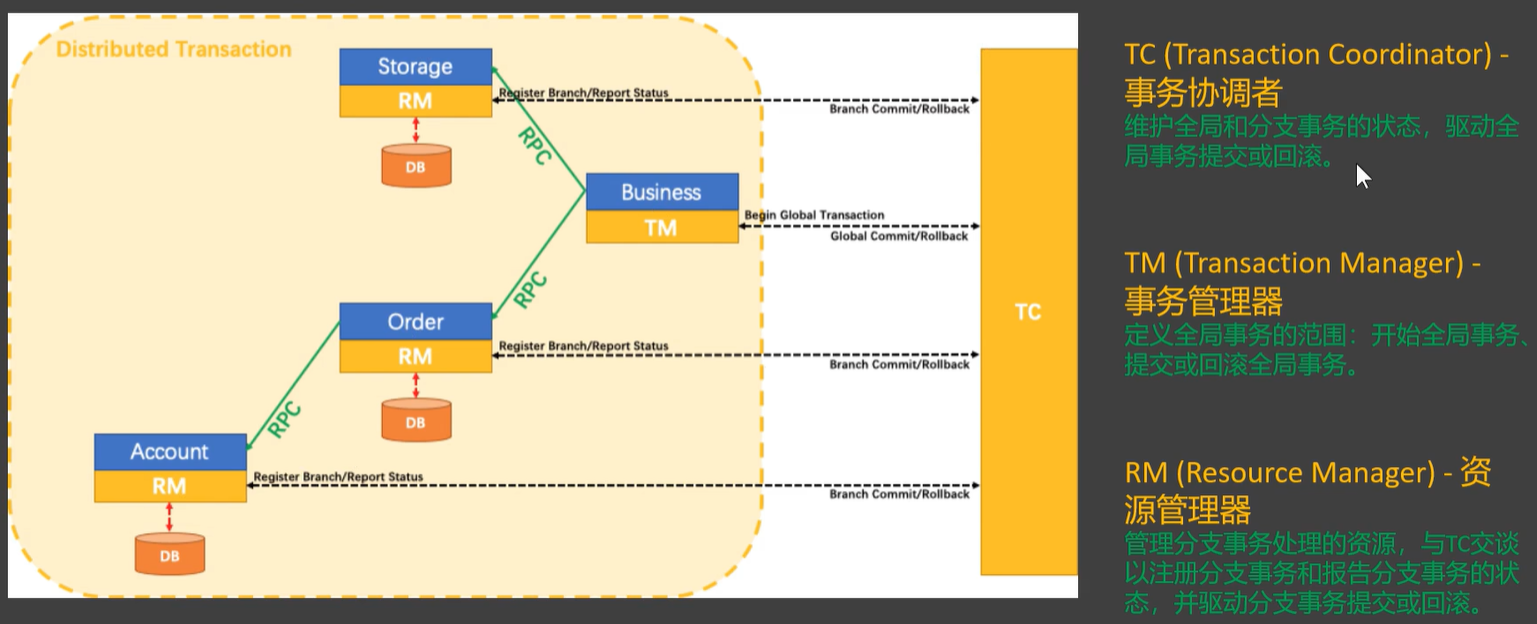 Distributed Transaction
Storage
RM
DB
Register Branch/Report Status
Branch Commit/Rollback
RPC
Business
TM
Begin Global Transaction
Global Commit/Rollback
RPC
Order
RM
DB
Register Branch/Report Status
Branch Commit/Rollback
RPC
Account
RM
DB
Register Branch/Report Status
Branch Commit/Rollback
TC
TC (Transaction Coordinator) -
事务协调者
维护全局和分支事务的状态，驱动全
局事务提交或回滚。
TM (Transaction Manager) -
事务管理器
定义全局事务的范围：开始全局事务、
提交或回滚全局事务。
RM (Resource Manager) - 资
源管理器
管理分支事务处理的资源，与TC交谈
以注册分支事务和报告分支事务的状
态，并驱动分支事务提交或回滚。